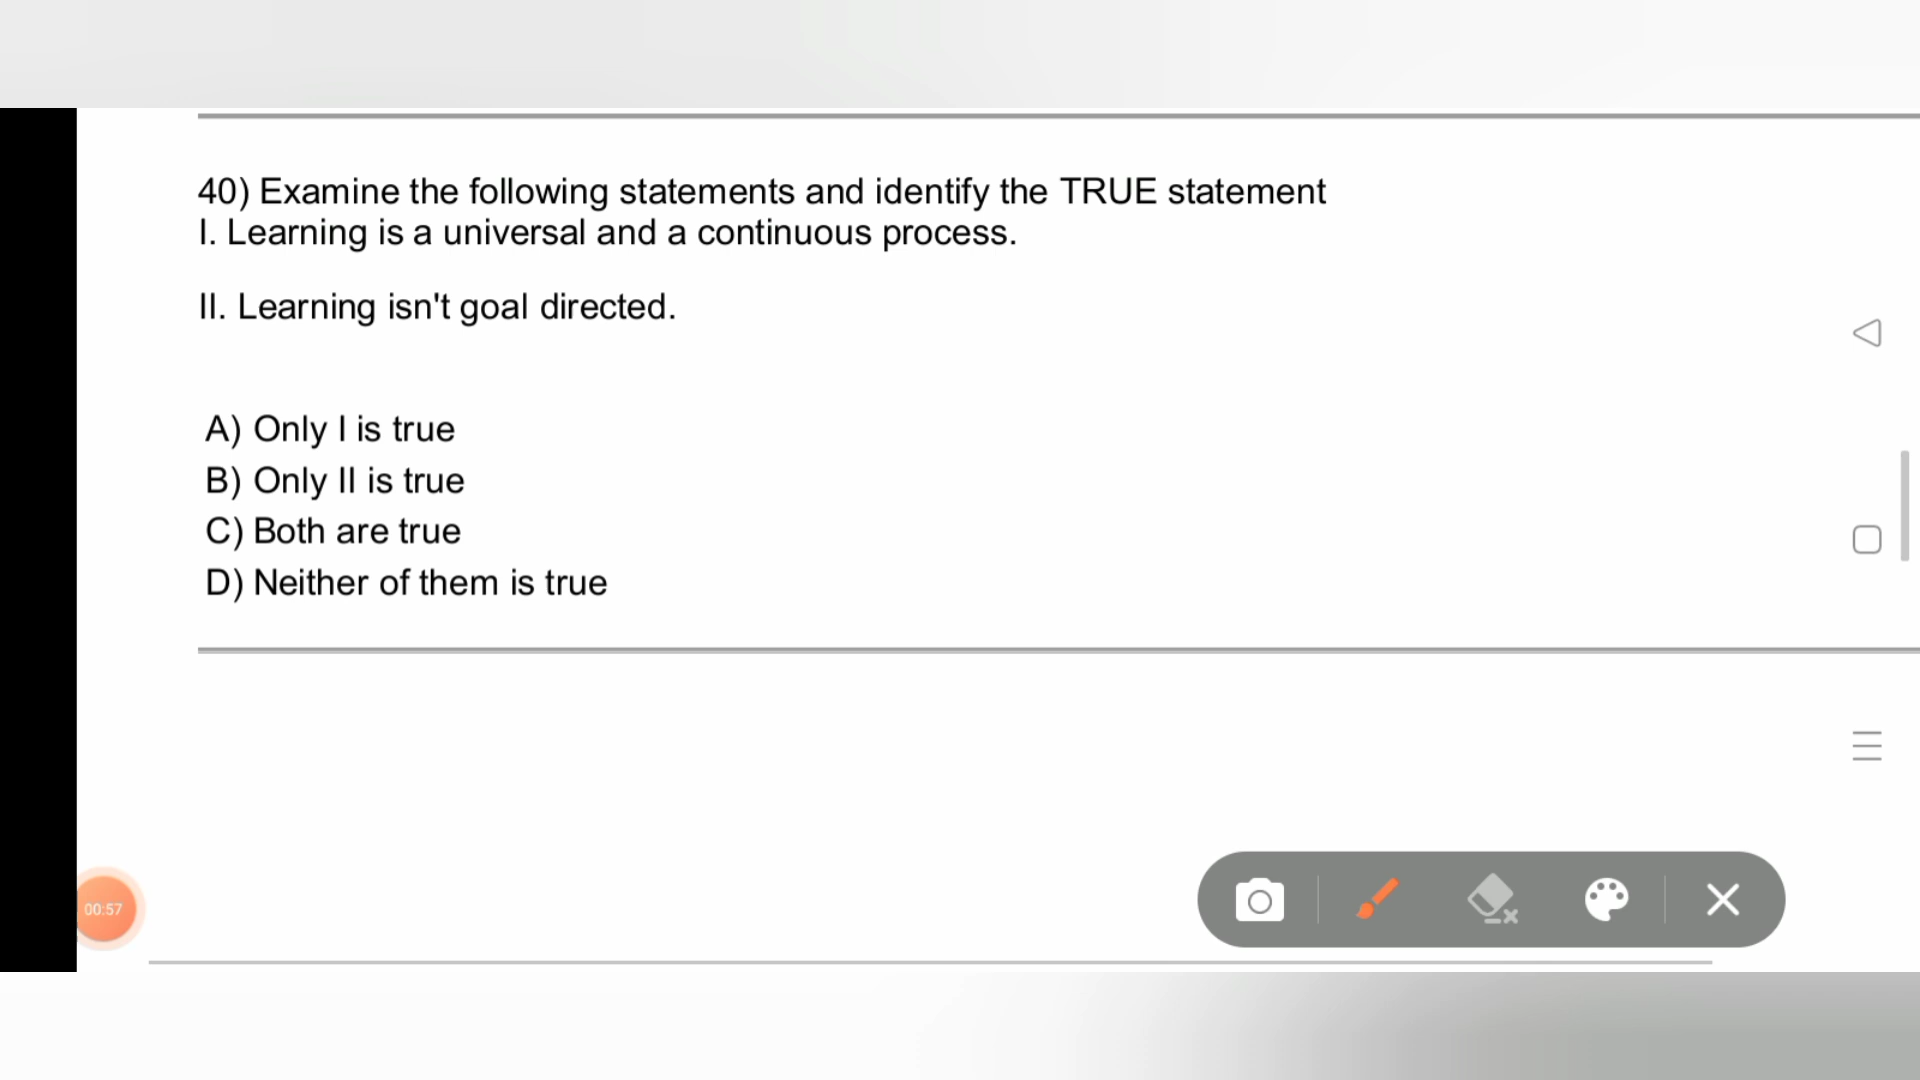 40) Examine the following statements and identify the TRUE statement
I. Learning is a universal and a continuous process.
II. Learning isn't goal directed.
A) Only I is true
B) Only II is true
C) Both are true
D) Neither of them is true
00:57